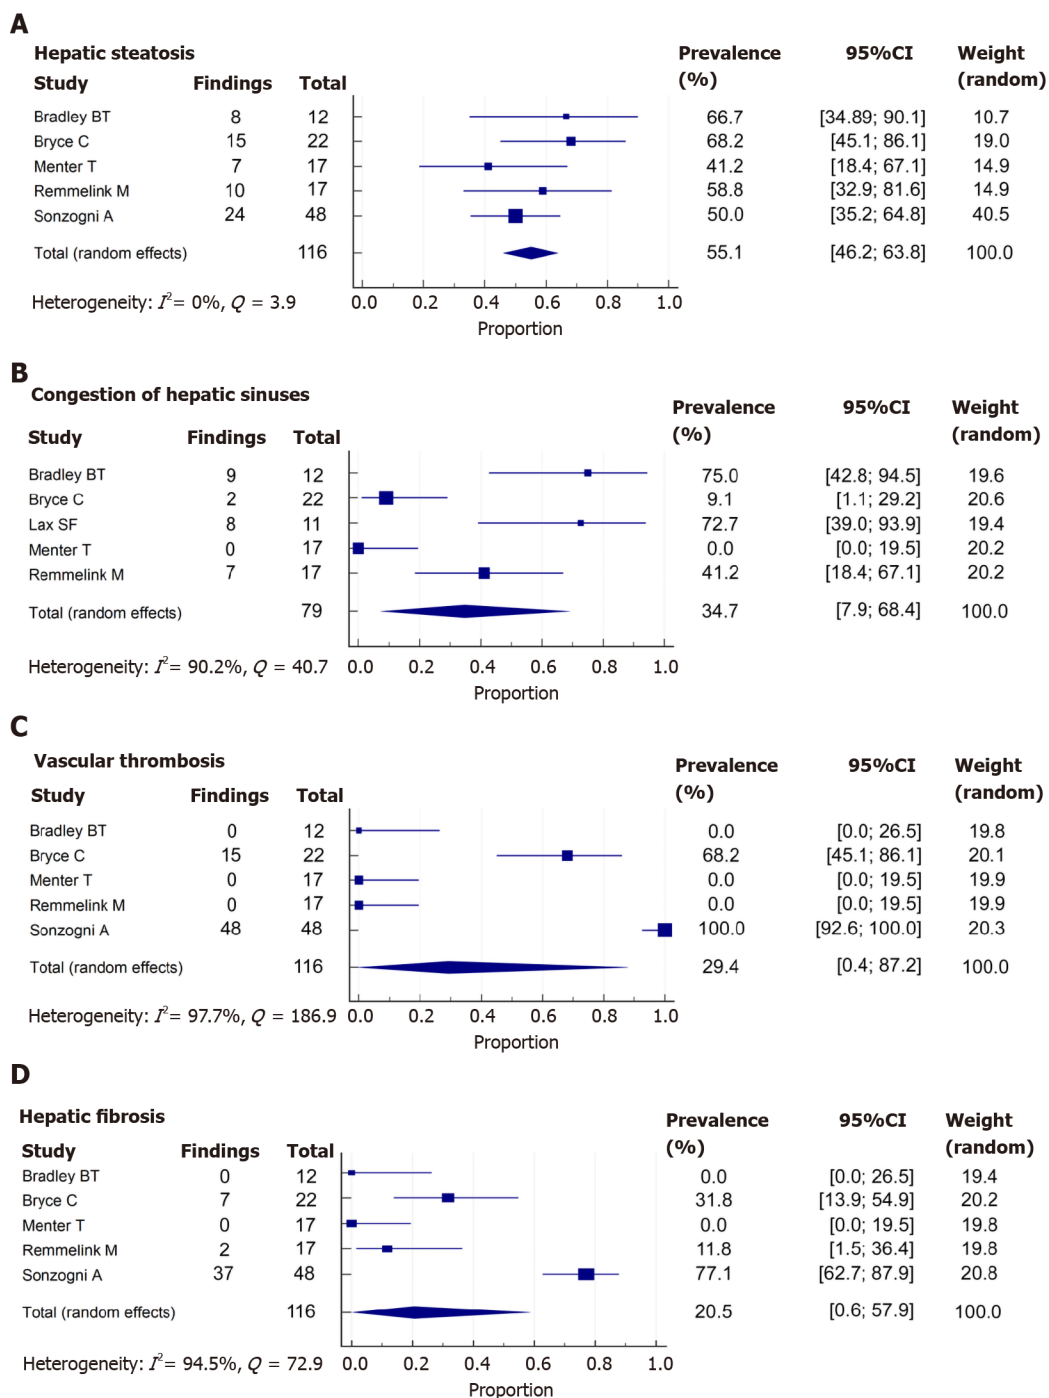 A
Hepatic steatosis
Prevalence 95%CI Weight
Study Findings Total (%) (random)
Bradley BT 8 12 66.7 [34.89; 90.1] 10.7
Bryce C 15 22 68.2 [45.1; 86.1] 19.0
Menter T 7 17 41.2 [18.4; 67.1] 14.9
Remmelink M 10 17 58.8 [32.9; 81.6] 14.9
Sonzogni A 24 48 50.0 [35.2; 64.8] 40.5
Total (random effects) 116 55.1 [46.2; 63.8] 100.0
Heterogeneity: I²= 0%, Q = 3.9
0.0 0.2 0.4 0.6 0.8 1.0
Proportion
B
Congestion of hepatic sinuses
Prevalence 95%CI Weight
Study Findings Total (%) (random)
Bradley BT 9 12 75.0 [42.8; 94.5] 19.6
Bryce C 2 22 9.1 [1.1; 29.2] 20.6
Lax SF 8 11 72.7 [39.0; 93.9] 19.4
Menter T 0 17 0.0 [0.0; 19.5] 20.2
Remmelink M 7 17 41.2 [18.4; 67.1] 20.2
Total (random effects) 79 34.7 [7.9; 68.4] 100.0
Heterogeneity: I²= 90.2%, Q = 40.7
0.0 0.2 0.4 0.6 0.8 1.0
Proportion
C
Vascular thrombosis
Prevalence 95%CI Weight
Study Findings Total (%) (random)
Bradley BT 0 12 0.0 [0.0; 26.5] 19.8
Bryce C 15 22 68.2 [45.1; 86.1] 20.1
Menter T 0 17 0.0 [0.0; 19.5] 19.9
Remmelink M 0 17 0.0 [0.0; 19.5] 19.9
Sonzogni A 48 48 100.0 [92.6; 100.0] 20.3
Total (random effects) 116 29.4 [0.4; 87.2] 100.0
Heterogeneity: I²= 97.7%, Q = 186.9
0.0 0.2 0.4 0.6 0.8 1.0
Proportion
D
Hepatic fibrosis
Prevalence 95%CI Weight
Study Findings Total (%) (random)
Bradley BT 0 12 0.0 [0.0; 26.5] 19.4
Bryce C 7 22 31.8 [13.9; 54.9] 20.2
Menter T 0 17 0.0 [0.0; 19.5] 19.8
Remmelink M 2 17 11.8 [1.5; 36.4] 19.8
Sonzogni A 37 48 77.1 [62.7; 87.9] 20.8
Total (random effects) 116 20.5 [0.6; 57.9] 100.0
Heterogeneity: I²= 94.5%, Q = 72.9
0.0 0.2 0.4 0.6 0.8 1.0
Proportion